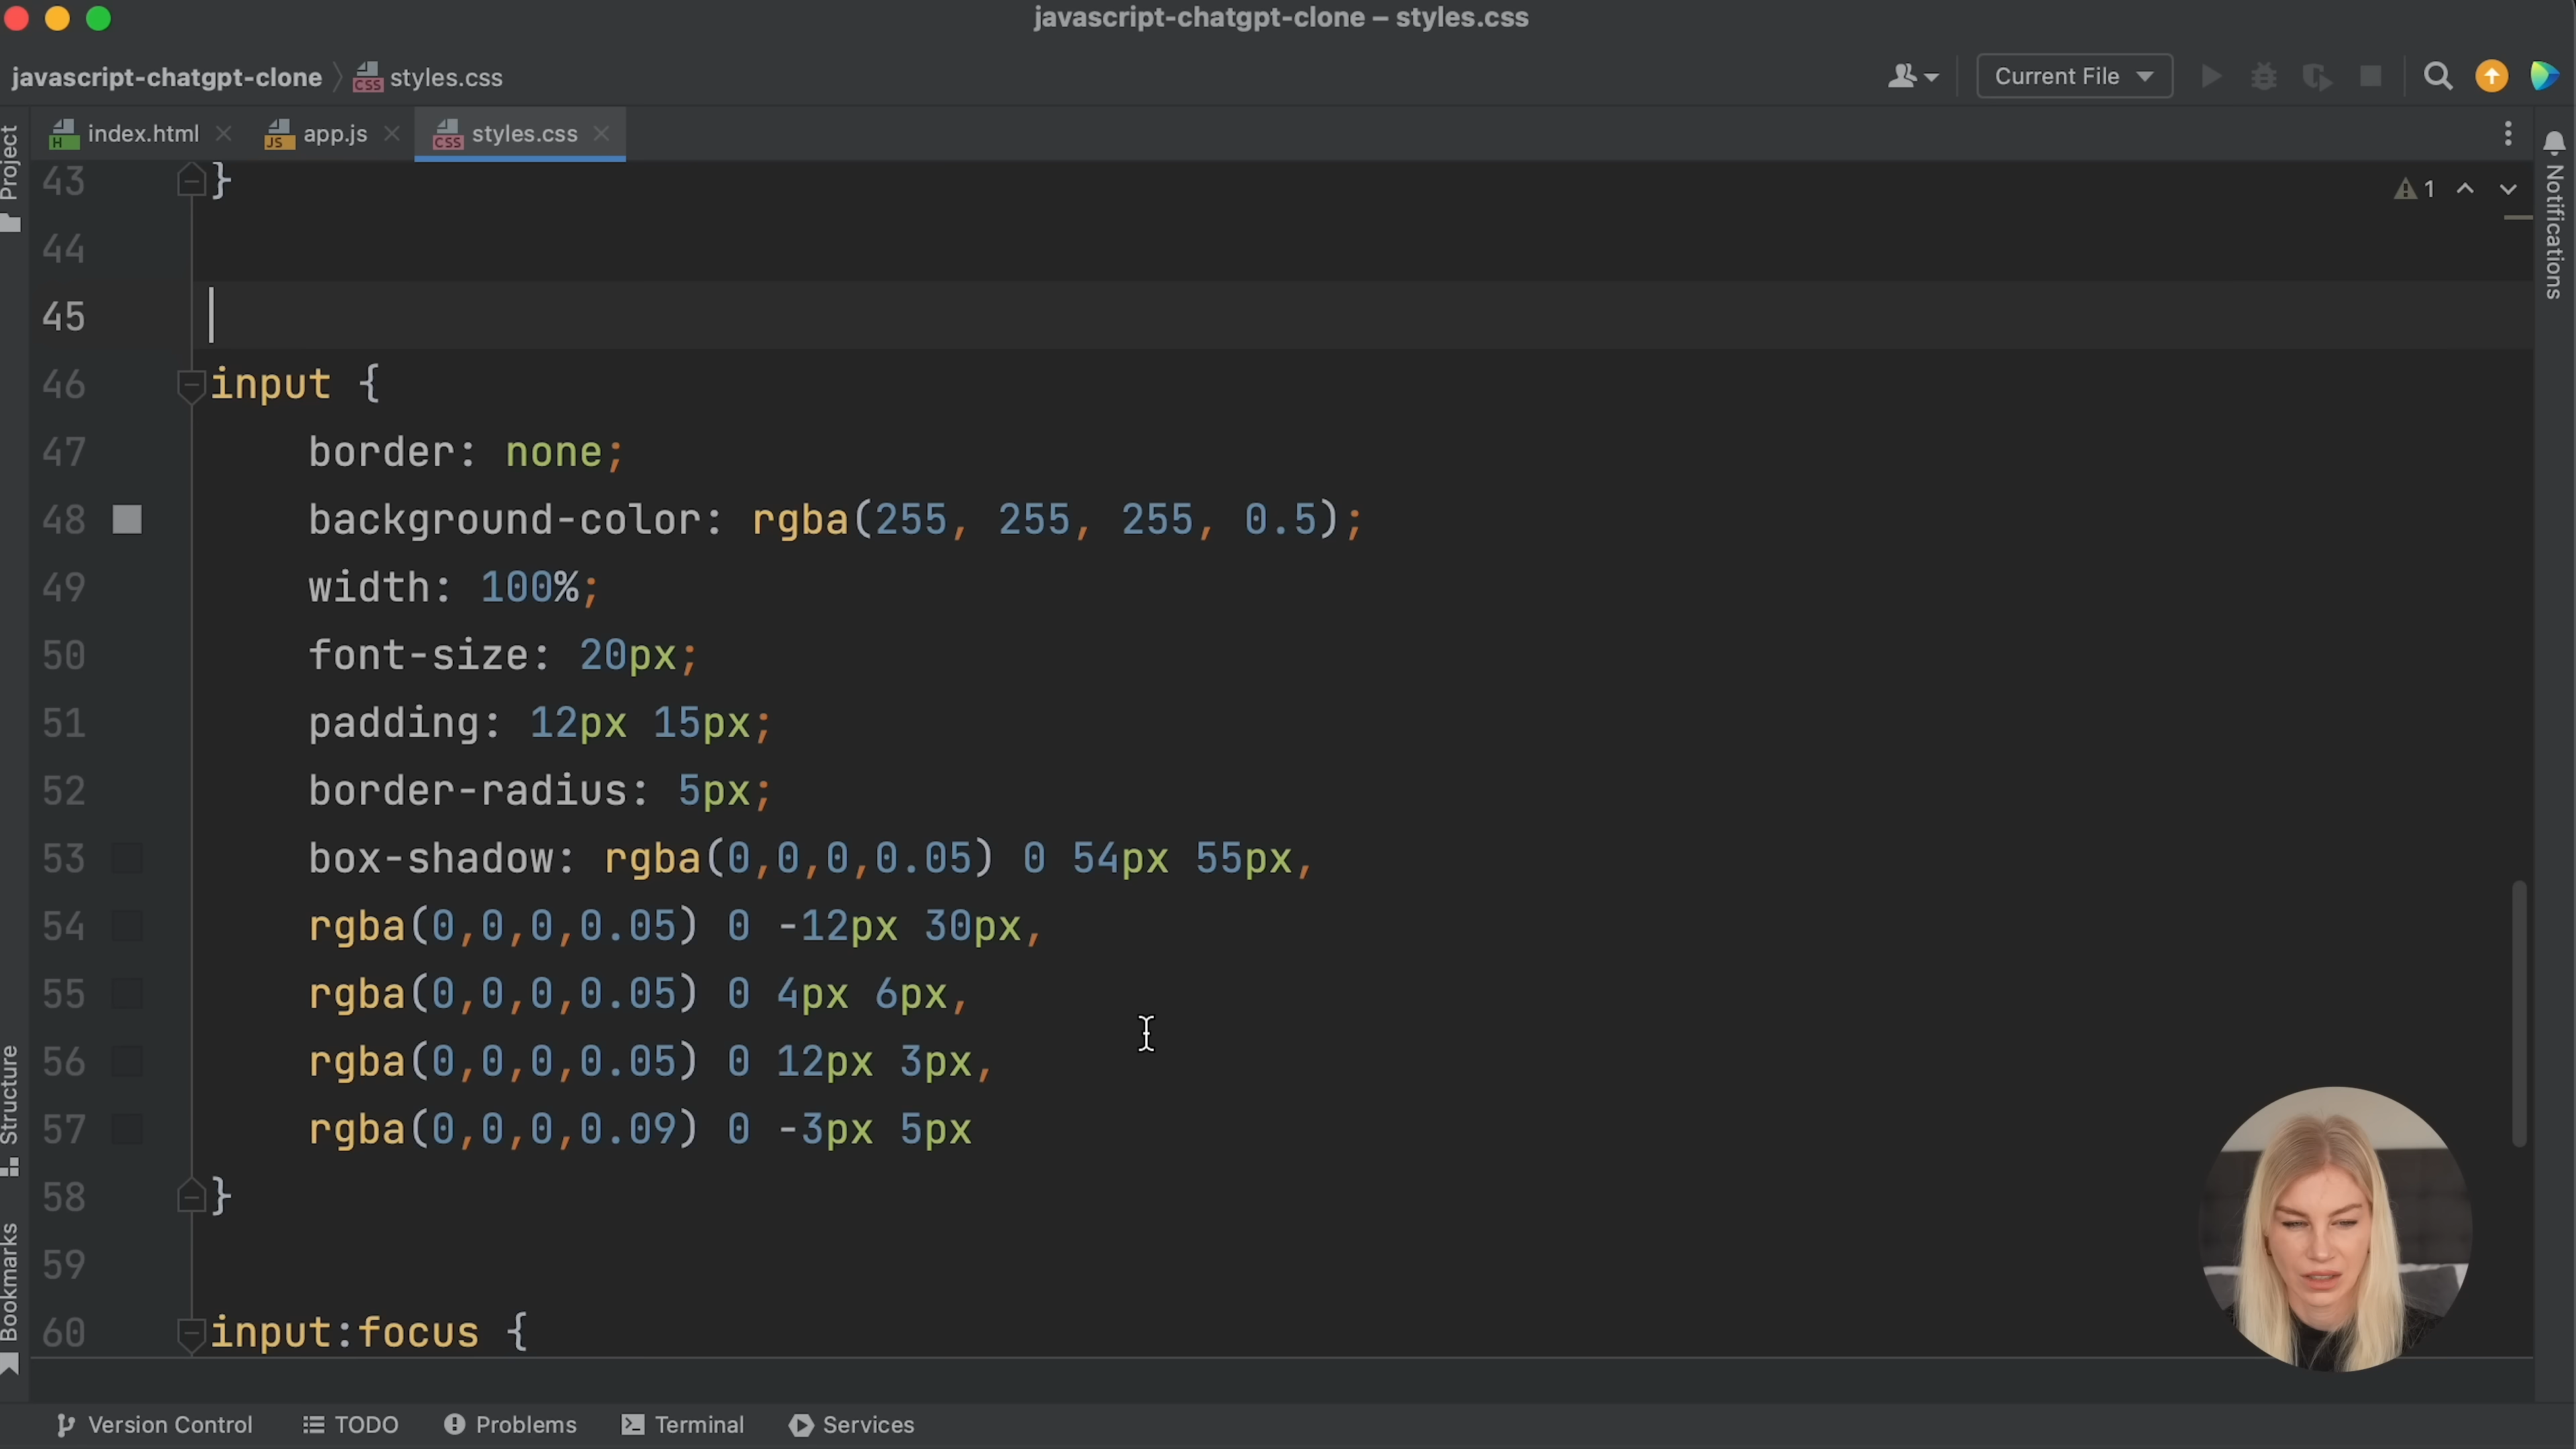 javascript-chatgpt-clone – styles.css
javascript-chatgpt-clone styles.css
Current File
index.html app.js styles.css
Project
Notifications
1
43 }
44
45
46 input {
47 border: none;
48 background-color: rgba(255, 255, 255, 0.5);
49 width: 100%;
50 font-size: 20px;
51 padding: 12px 15px;
52 border-radius: 5px;
53 box-shadow: rgba(0,0,0,0.05) 0 54px 55px,
54 rgba(0,0,0,0.05) 0 -12px 30px,
55 rgba(0,0,0,0.05) 0 4px 6px,
56 rgba(0,0,0,0.05) 0 12px 3px,
57 rgba(0,0,0,0.09) 0 -3px 5px
58 }
59
60 input:focus {
Structure
Bookmarks
Version Control TODO Problems Terminal Services